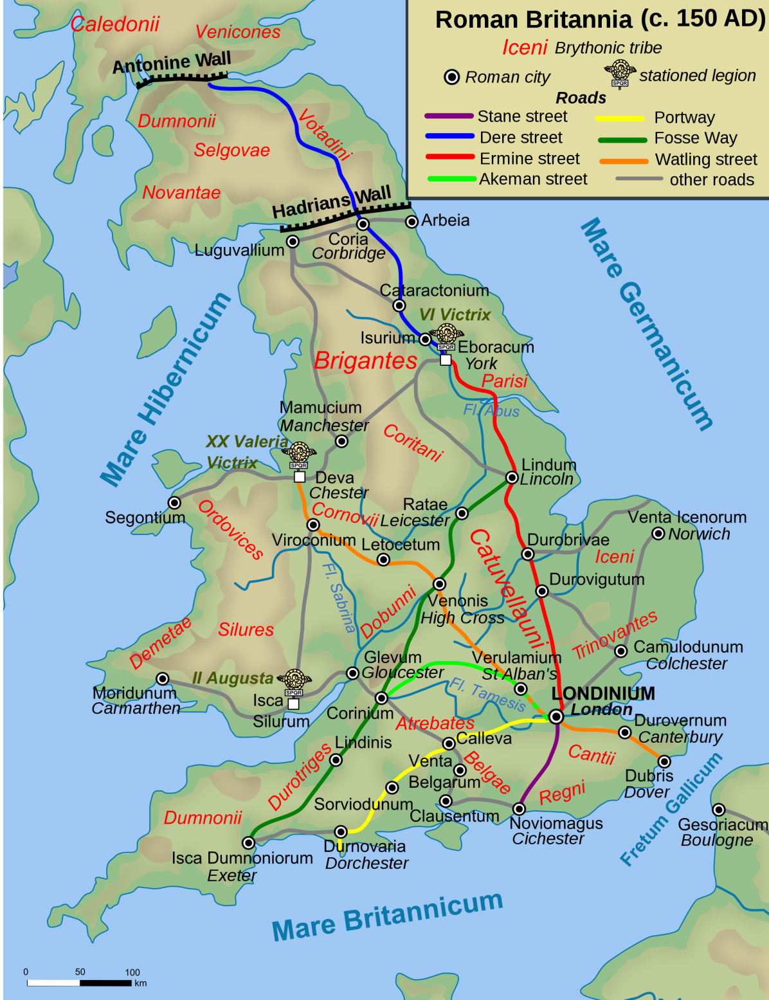 Roman Britannia (c. 150 AD)
Iceni Brythonic tribe
Roman city
SPQR
stationed legion
Roads
Stane street
Portway
Dere street
Fosse Way
Ermine street
Watling street
Akeman street
other roads
Caledonii
Venicones
Antonine Wall
Dumnonii
Votadini
Selgovae
Novantae
Hadrians Wall
Arbeia
Luguvallium
Coria
Corbridge
Mare Germanicum
Mare Hibernicum
Cataractonium
VI Victrix
SPQR
Isurium
Eboracum
York
Brigantes
Parisi
Fl. Abus
Mamucium
Manchester
Coritani
XX Valeria
Victrix
SPQR
Deva
Chester
Lindum
Lincoln
Segontium
Ordovices
Cornovii
Ratae
Leicester
Viroconium
Letocetum
Catuvellauni
Durobrivae
Venta Icenorum
Norwich
Iceni
Durovigutum
Fl. Sabrina
Dobunni
Venonis
High Cross
Silures
Demetae
Trinovantes
Camulodunum
Colchester
Glevum
Gloucester
Verulamium
St Alban's
II Augusta
SPQR
Isca
Silurum
Moridunum
Carmarthen
Fl. Tamesis
LONDINIUM
London
Corinium
Atrebates
Durovernum
Canterbury
Calleva
Lindinis
Cantii
Durotriges
Venta
Belgarum
Belgae
Dubris
Dover
Regni
Sorviodunum
Clausentum
Dumnonii
Noviomagus
Cichester
Fretum Gallicum
Gesoriacum
Boulogne
Isca Dumnoniorum
Exeter
Durnovaria
Dorchester
Mare Britannicum
0 50 100
km